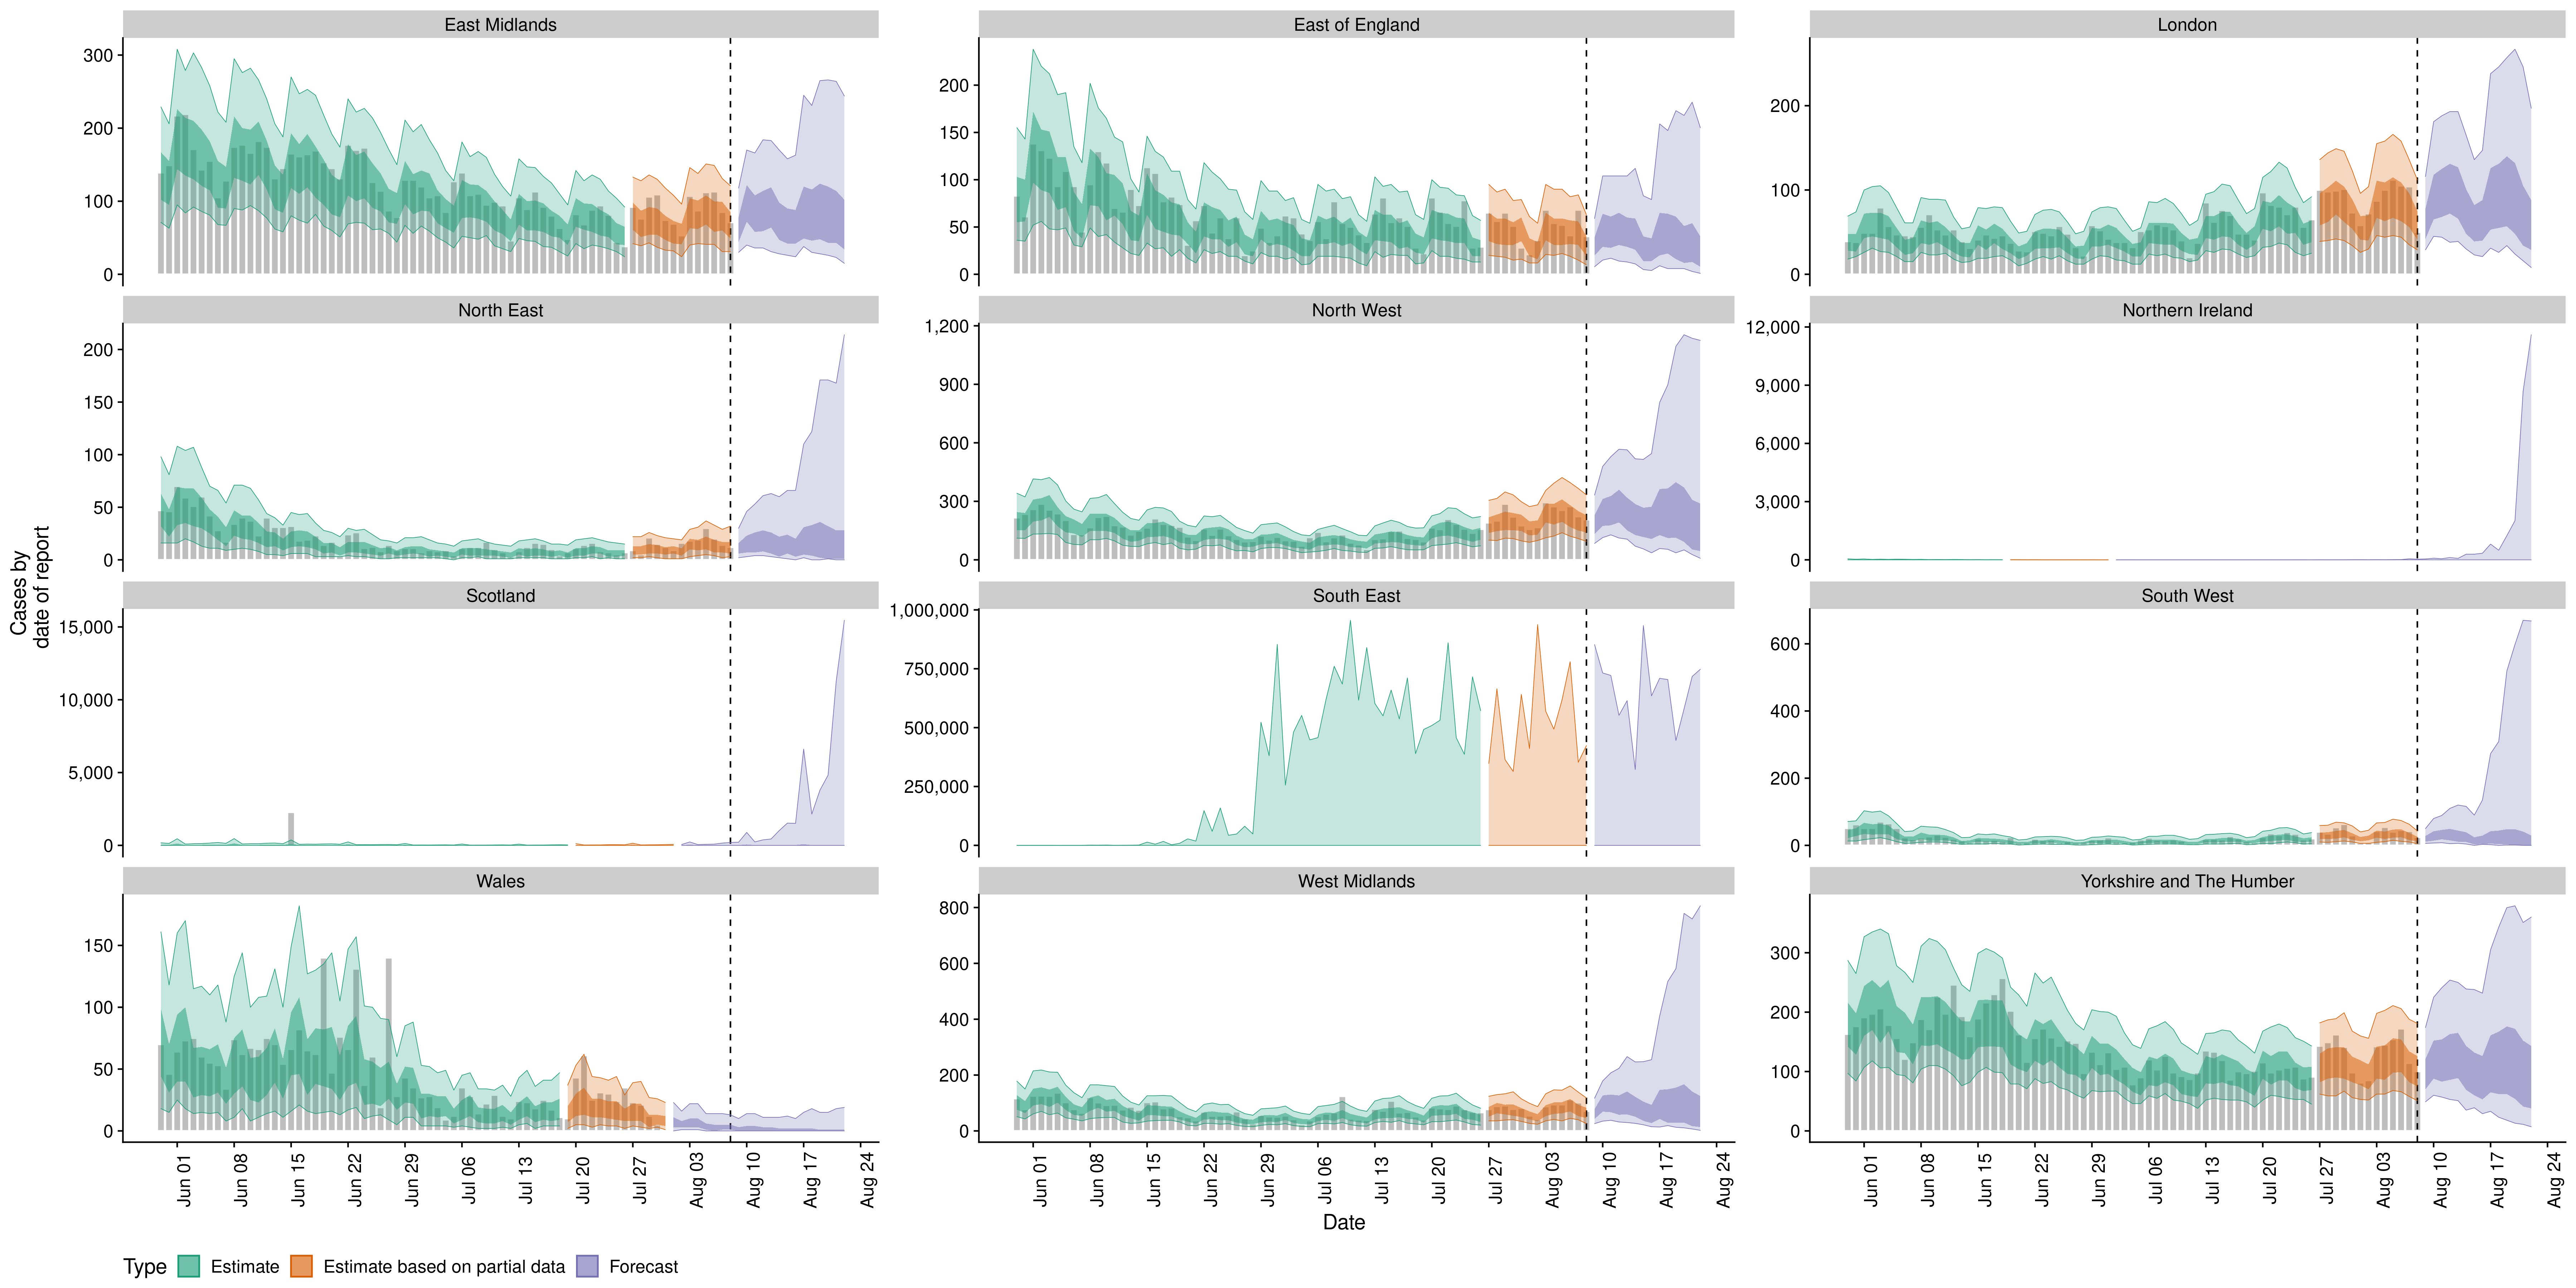 East Midlands
East of England
London
300
200
100
0
200
150
100
50
0
200
100
0
North East
North West
Northern Ireland
200
150
100
50
0
1,200
900
600
300
0
12,000
9,000
6,000
3,000
0
Scotland
South East
South West
15,000
10,000
5,000
0
1,000,000
750,000
500,000
250,000
0
600
400
200
0
Wales
West Midlands
Yorkshire and The Humber
150
100
50
0
800
600
400
200
0
300
200
100
0
Cases by
date of report
Jun 01
Jun 08
Jun 15
Jun 22
Jun 29
Jul 06
Jul 13
Jul 20
Jul 27
Aug 03
Aug 10
Aug 17
Aug 24
Jun 01
Jun 08
Jun 15
Jun 22
Jun 29
Jul 06
Jul 13
Jul 20
Jul 27
Aug 03
Aug 10
Aug 17
Aug 24
Jun 01
Jun 08
Jun 15
Jun 22
Jun 29
Jul 06
Jul 13
Jul 20
Jul 27
Aug 03
Aug 10
Aug 17
Aug 24
Date
Type Estimate Estimate based on partial data Forecast